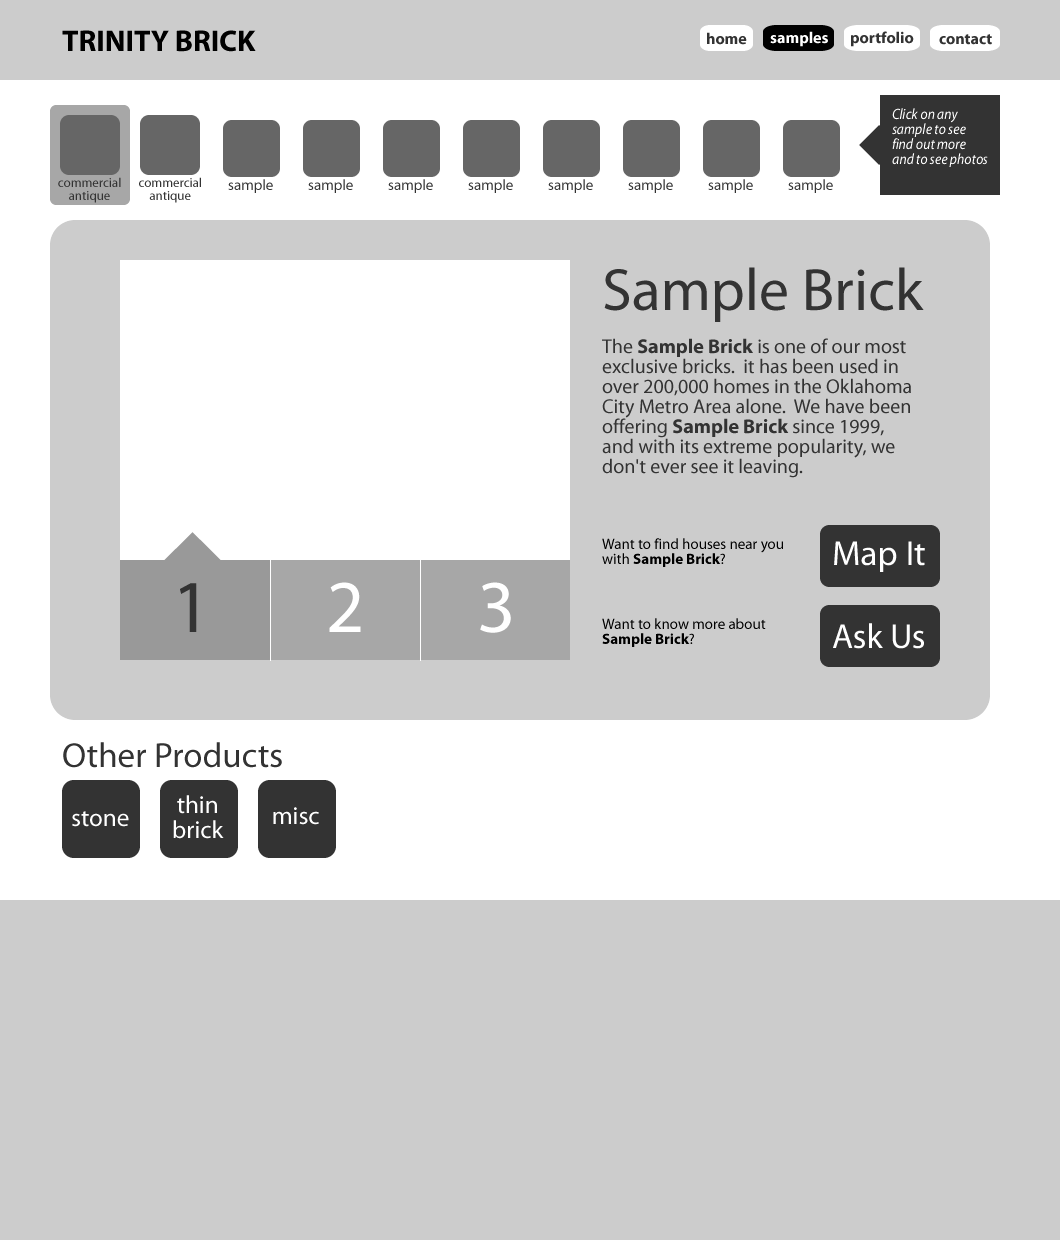 TRINITY BRICK
home samples portfolio contact
Click on any
sample to see
find out more
and to see photos
commercial
antique
commercial
antique
sample sample sample sample sample sample sample sample
Sample Brick
The Sample Brick is one of our most
exclusive bricks.  it has been used in
over 200,000 homes in the Oklahoma
City Metro Area alone.  We have been
offering Sample Brick since 1999,
and with its extreme popularity, we
don't ever see it leaving.
Want to find houses near you
with Sample Brick?
Map It
1 2 3
Want to know more about
Sample Brick?
Ask Us
Other Products
stone
thin
brick
misc